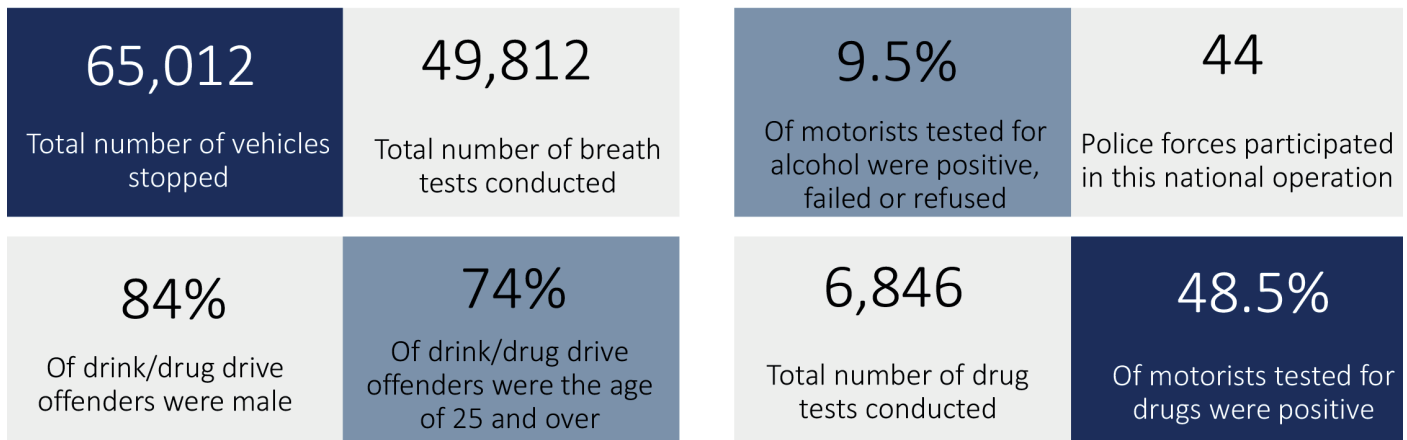 65,012
Total number of vehicles
stopped
49,812
Total number of breath
tests conducted
9.5%
Of motorists tested for
alcohol were positive,
failed or refused
44
Police forces participated
in this national operation
84%
Of drink/drug drive
offenders were male
74%
Of drink/drug drive
offenders were the age
of 25 and over
6,846
Total number of drug
tests conducted
48.5%
Of motorists tested for
drugs were positive